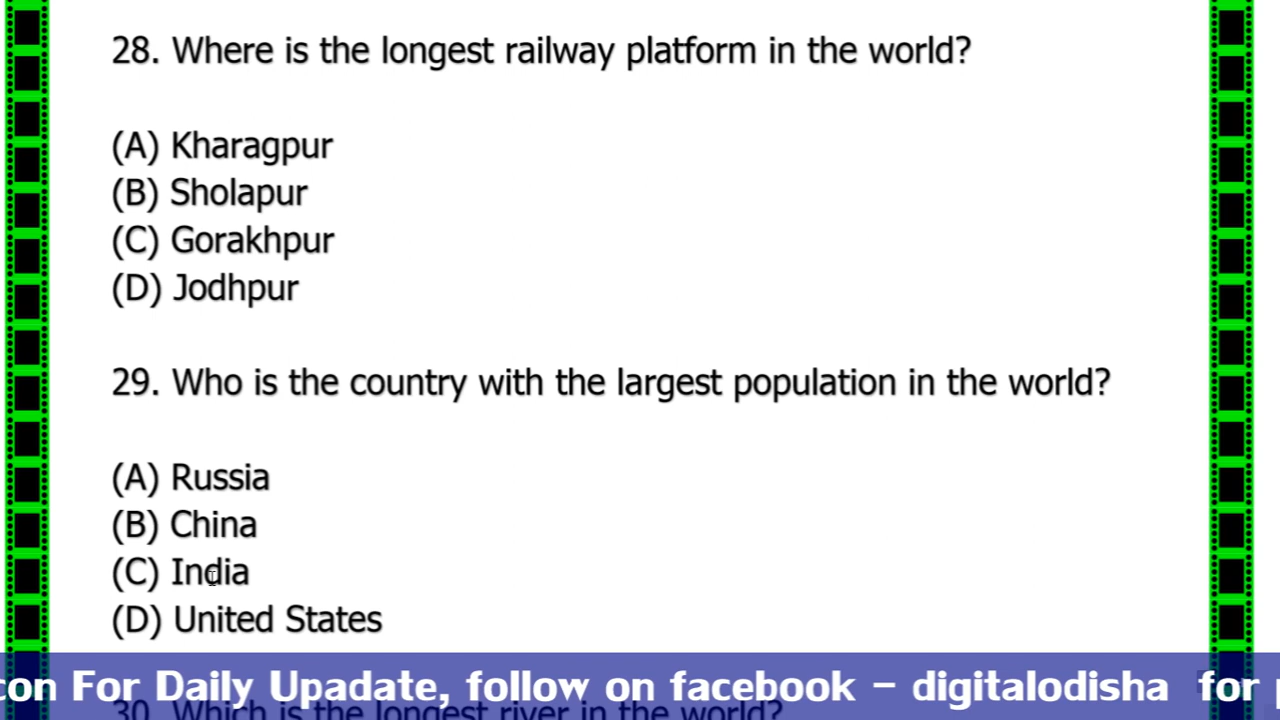 28. Where is the longest railway platform in the world?
(A) Kharagpur
(B) Sholapur
(C) Gorakhpur
(D) Jodhpur
29. Who is the country with the largest population in the world?
(A) Russia
(B) China
(C) India
(D) United States
con For Daily Upadate, follow on facebook – digitalodisha for
30. Which is the longest river in the world?